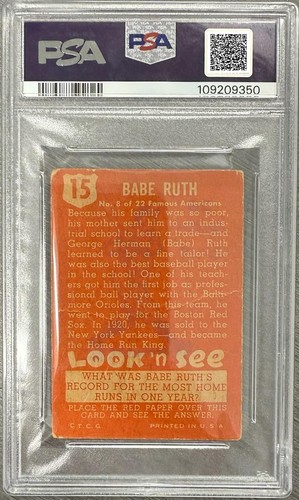 PSA
PSA
109209350
15
BABE RUTH
No. 8 of 22 Famous Americans
Because his family was so poor,
his mother sent him to an indus-
trial school to learn a trade—and
George Herman (Babe) Ruth
learned to be a fine tailor! He
was also the best baseball player
in the school! One of his teach-
ers got him the first job as profes-
sional ball player with the Balti-
more Orioles. From this team, he
went to play for the Boston Red
Sox. In 1920, he was sold to the
New York Yankees—and became
the Home Run King.
LOOK 'n SEE
WHAT WAS BABE RUTH'S
RECORD FOR THE MOST HOME
RUNS IN ONE YEAR?
PLACE THE RED PAPER OVER THIS
CARD AND SEE THE ANSWER.
© T. C. G.
PRINTED IN U. S. A.